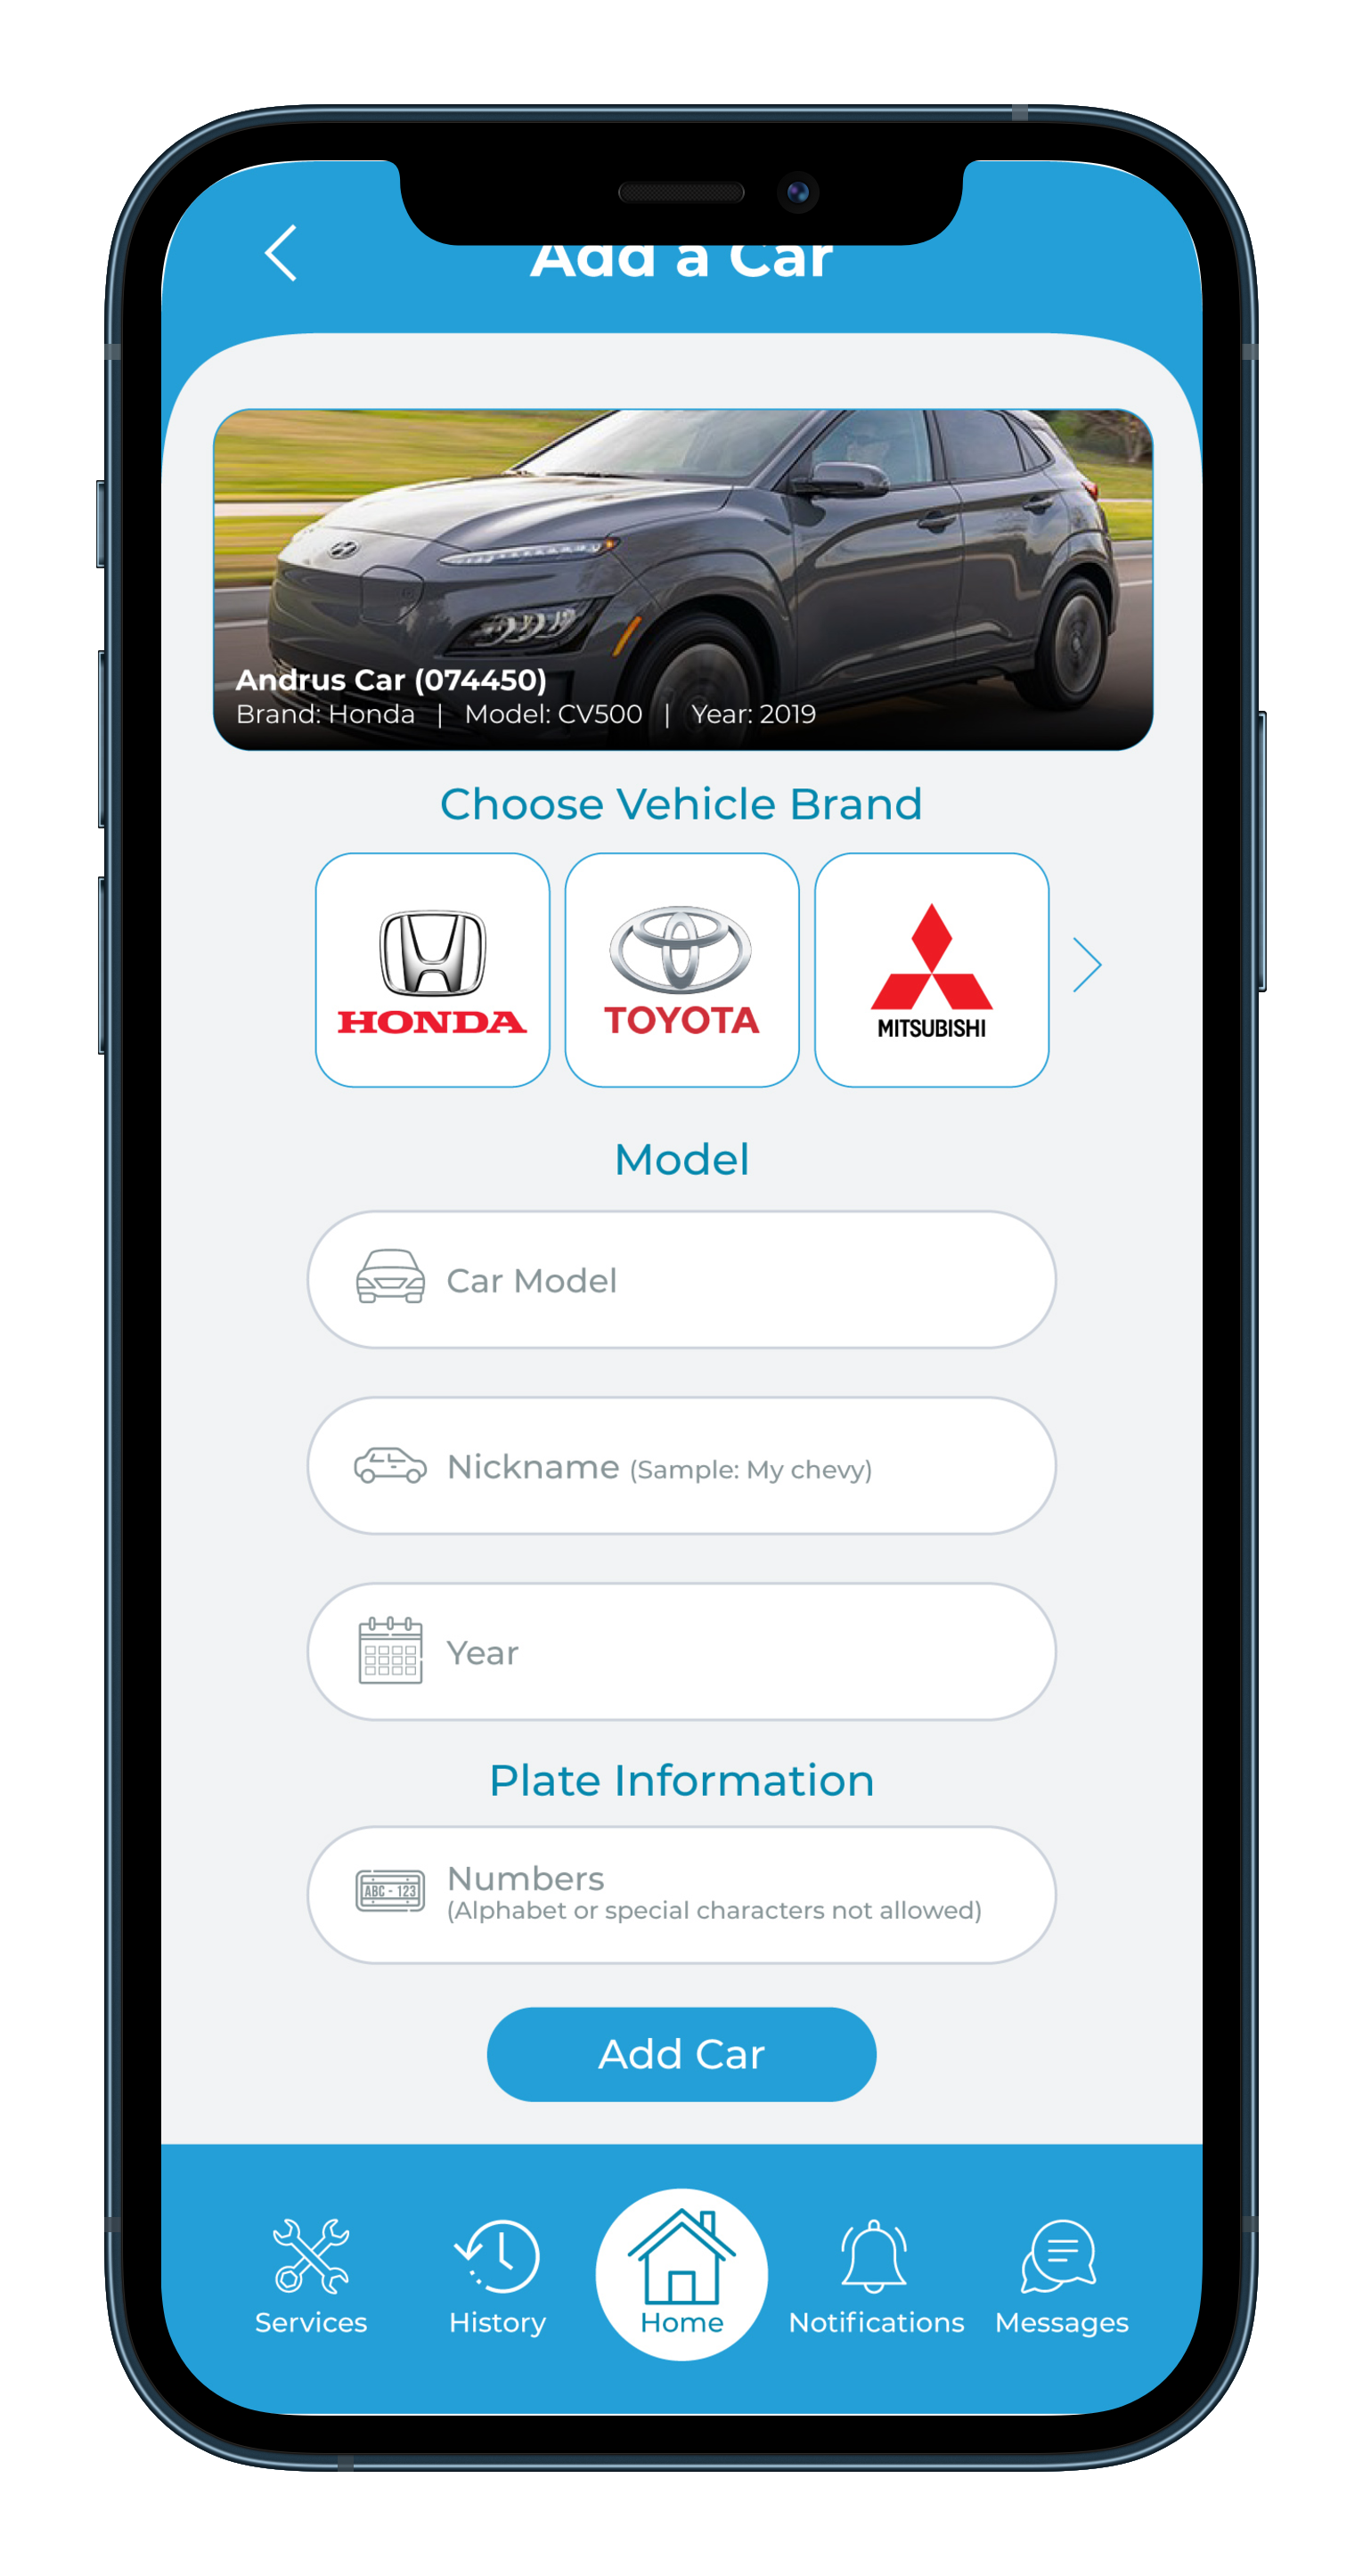 Add a Car
Andrus Car (074450)
Brand: Honda | Model: CV500 | Year: 2019
Choose Vehicle Brand
HONDA
TOYOTA
MITSUBISHI
Model
Car Model
Nickname (Sample: My chevy)
Year
Plate Information
ABC - 123
Numbers
(Alphabet or special characters not allowed)
Add Car
Services
History
Home
Notifications
Messages